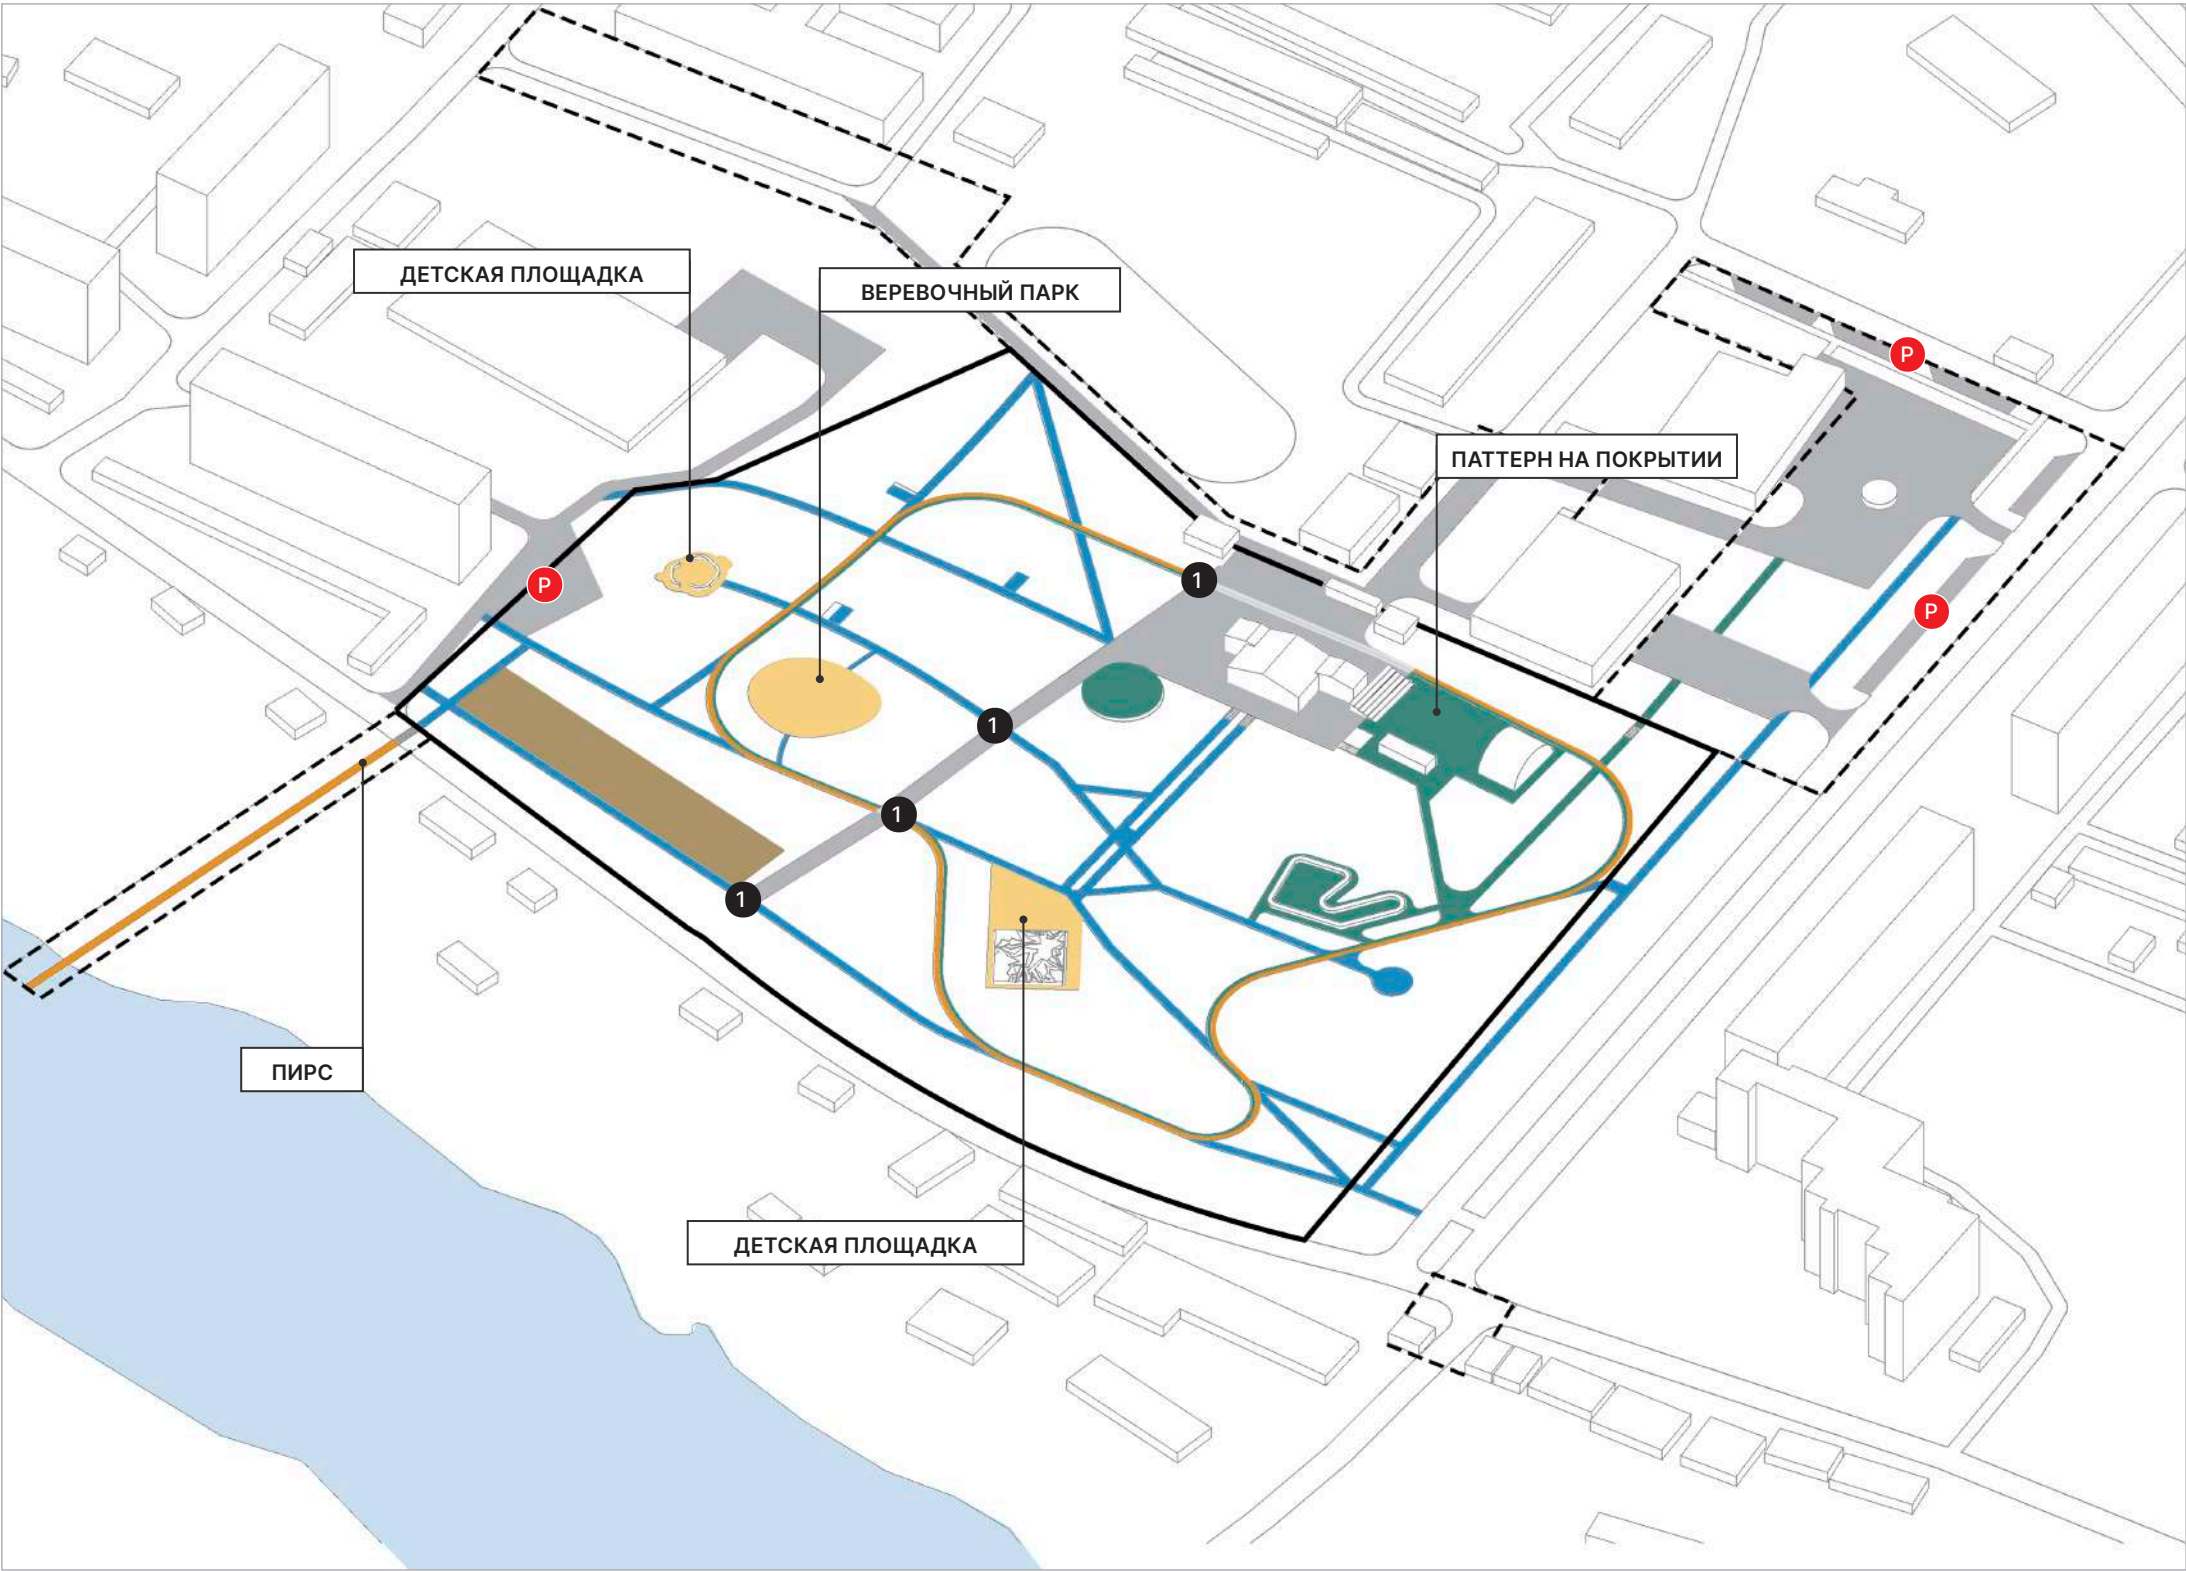 ДЕТСКАЯ ПЛОЩАДКА
ВЕРЕВОЧНЫЙ ПАРК
P
ПАТТЕРН НА ПОКРЫТИИ
1
P
P
1
1
1
ПИРС
ДЕТСКАЯ ПЛОЩАДКА